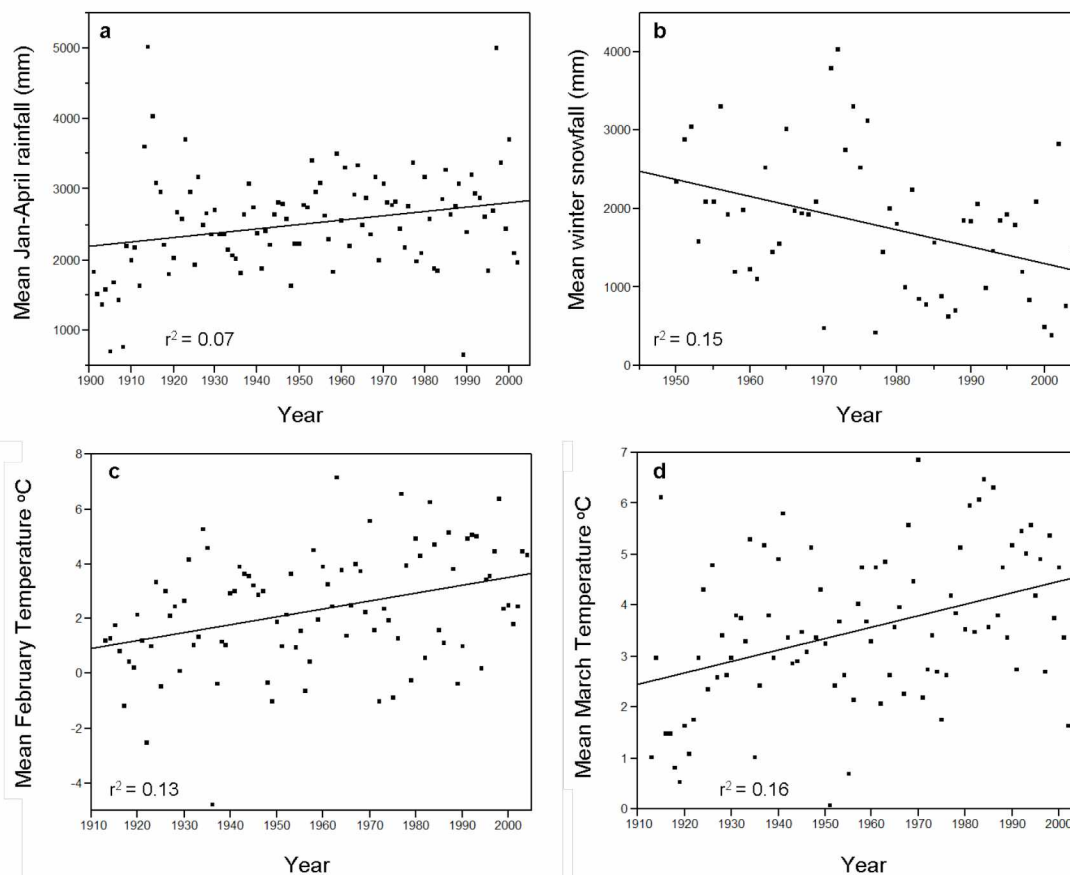 a
Mean Jan-April rainfall (mm)
5000
4000
3000
2000
1000
r² = 0.07
1900 1910 1920 1930 1940 1950 1960 1970 1980 1990 2000
Year
b
Mean winter snowfall (mm)
4000
3000
2000
1000
0
r² = 0.15
1950 1960 1970 1980 1990 2000
Year
c
Mean February Temperature ºC
8
6
4
2
0
-2
-4
r² = 0.13
1910 1920 1930 1940 1950 1960 1970 1980 1990 2000
Year
d
Mean March Temperature ºC
7
6
5
4
3
2
1
0
r² = 0.16
1910 1920 1930 1940 1950 1960 1970 1980 1990 2000
Year